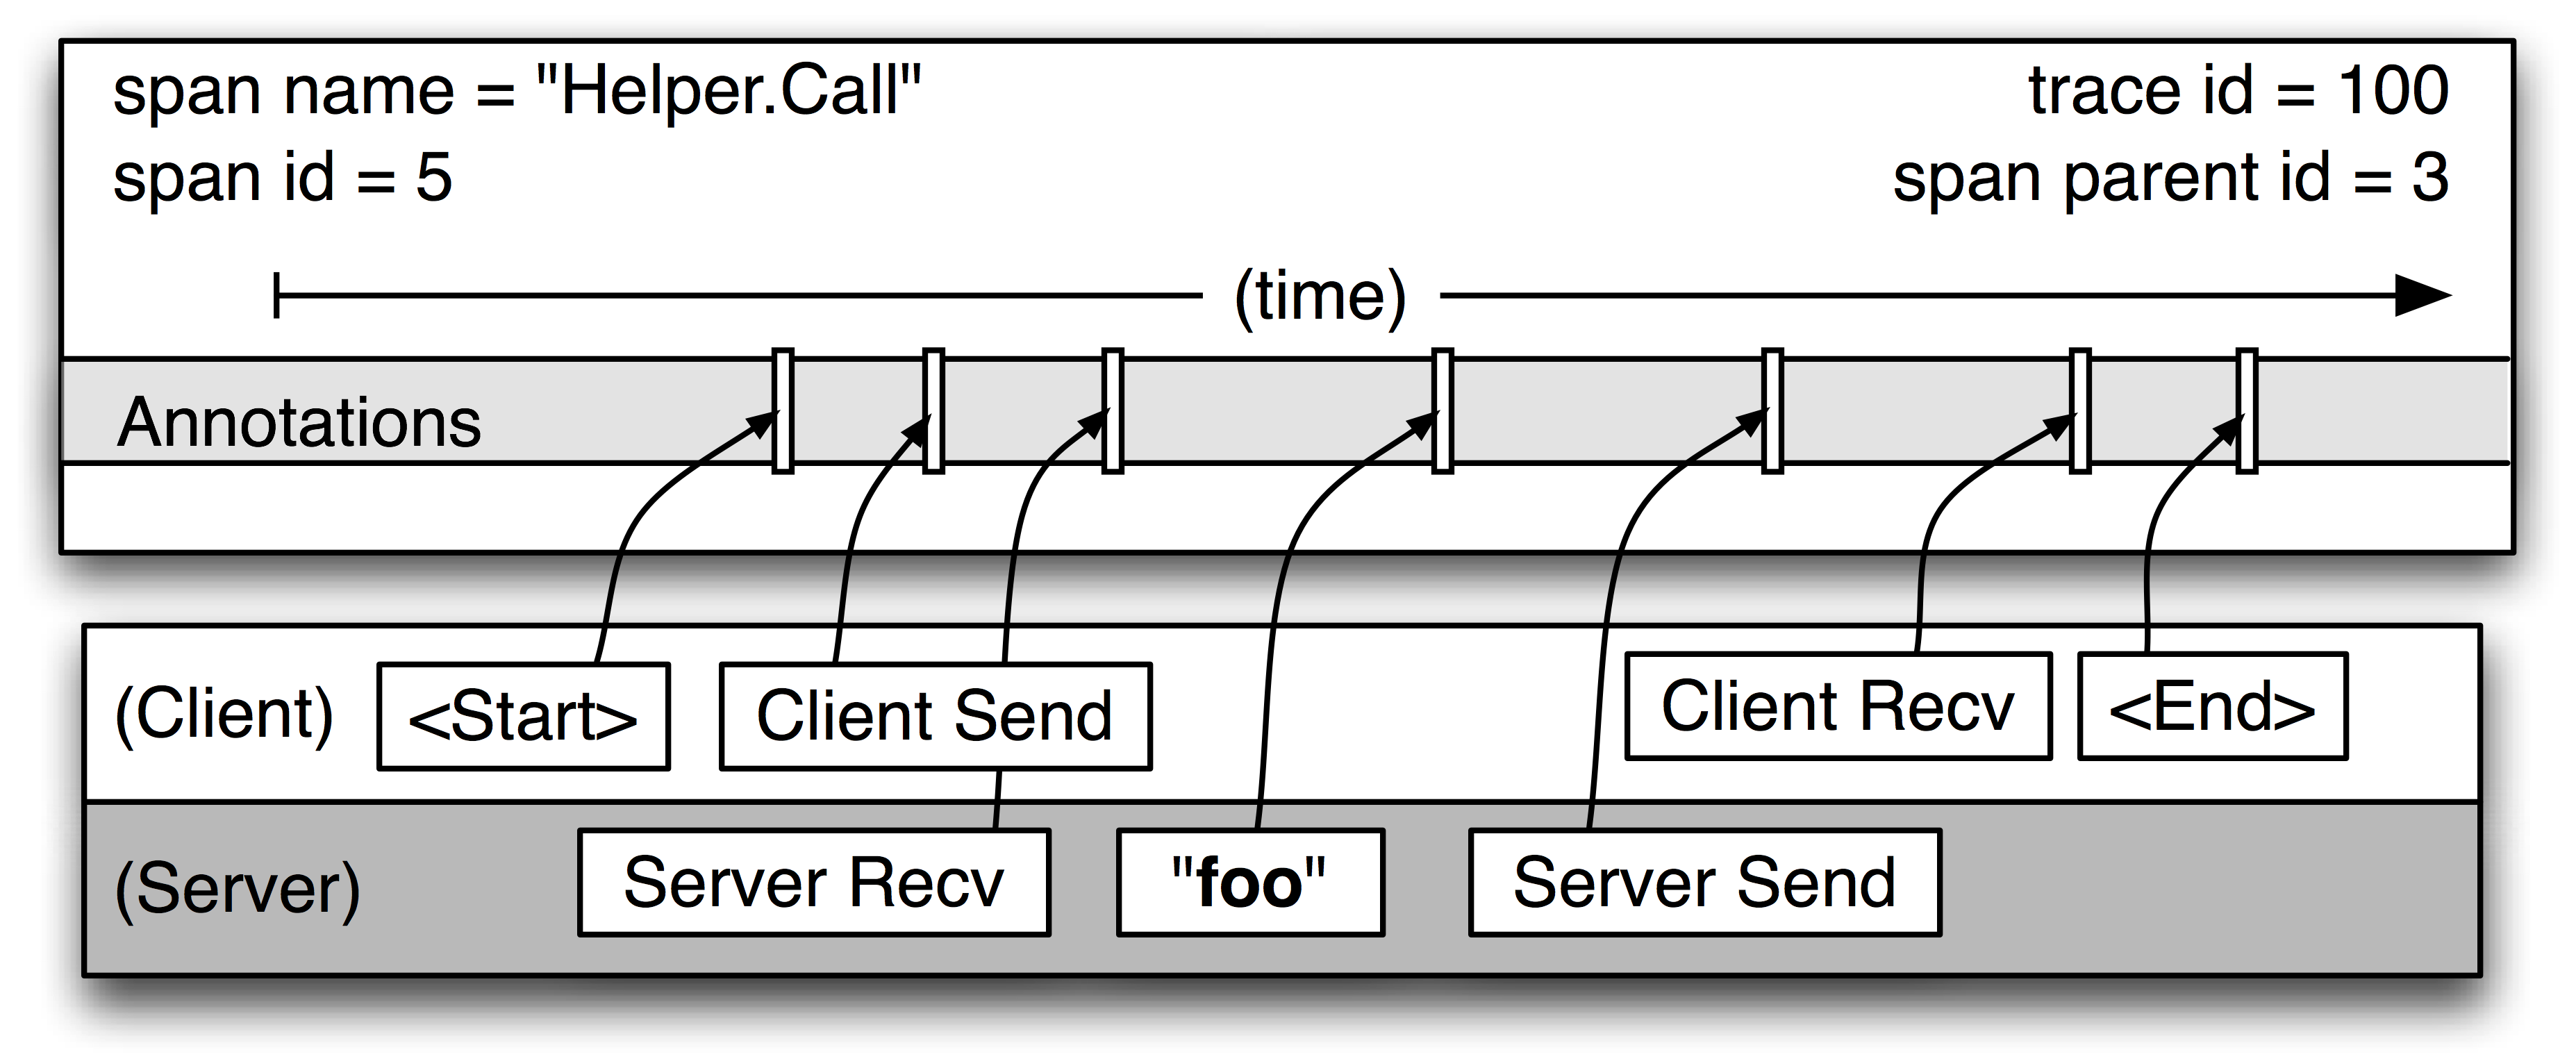 span name = "Helper.Call"
trace id = 100
span id = 5
span parent id = 3
(time)
Annotations
(Client)
<Start>
Client Send
Client Recv
<End>
(Server)
Server Recv
"foo"
Server Send